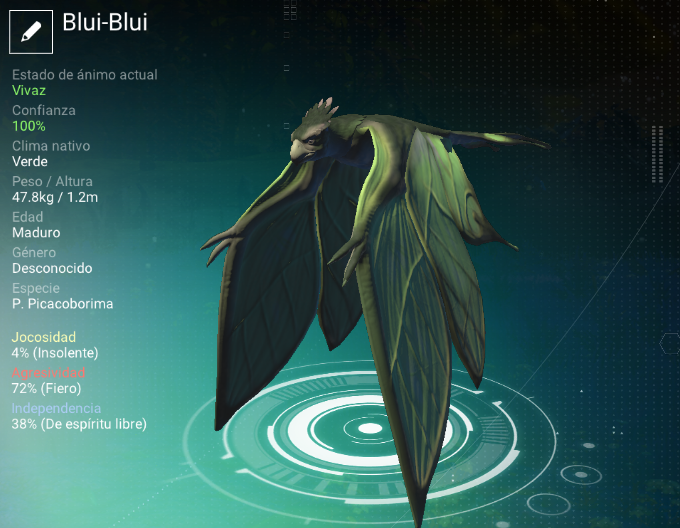 Blui-Blui
Estado de ánimo actual
Vivaz
Confianza
100%
Clima nativo
Verde
Peso / Altura
47.8kg / 1.2m
Edad
Maduro
Género
Desconocido
Especie
P. Picacoborima
Jocosidad
4% (Insolente)
Agresividad
72% (Fiero)
Independencia
38% (De espíritu libre)